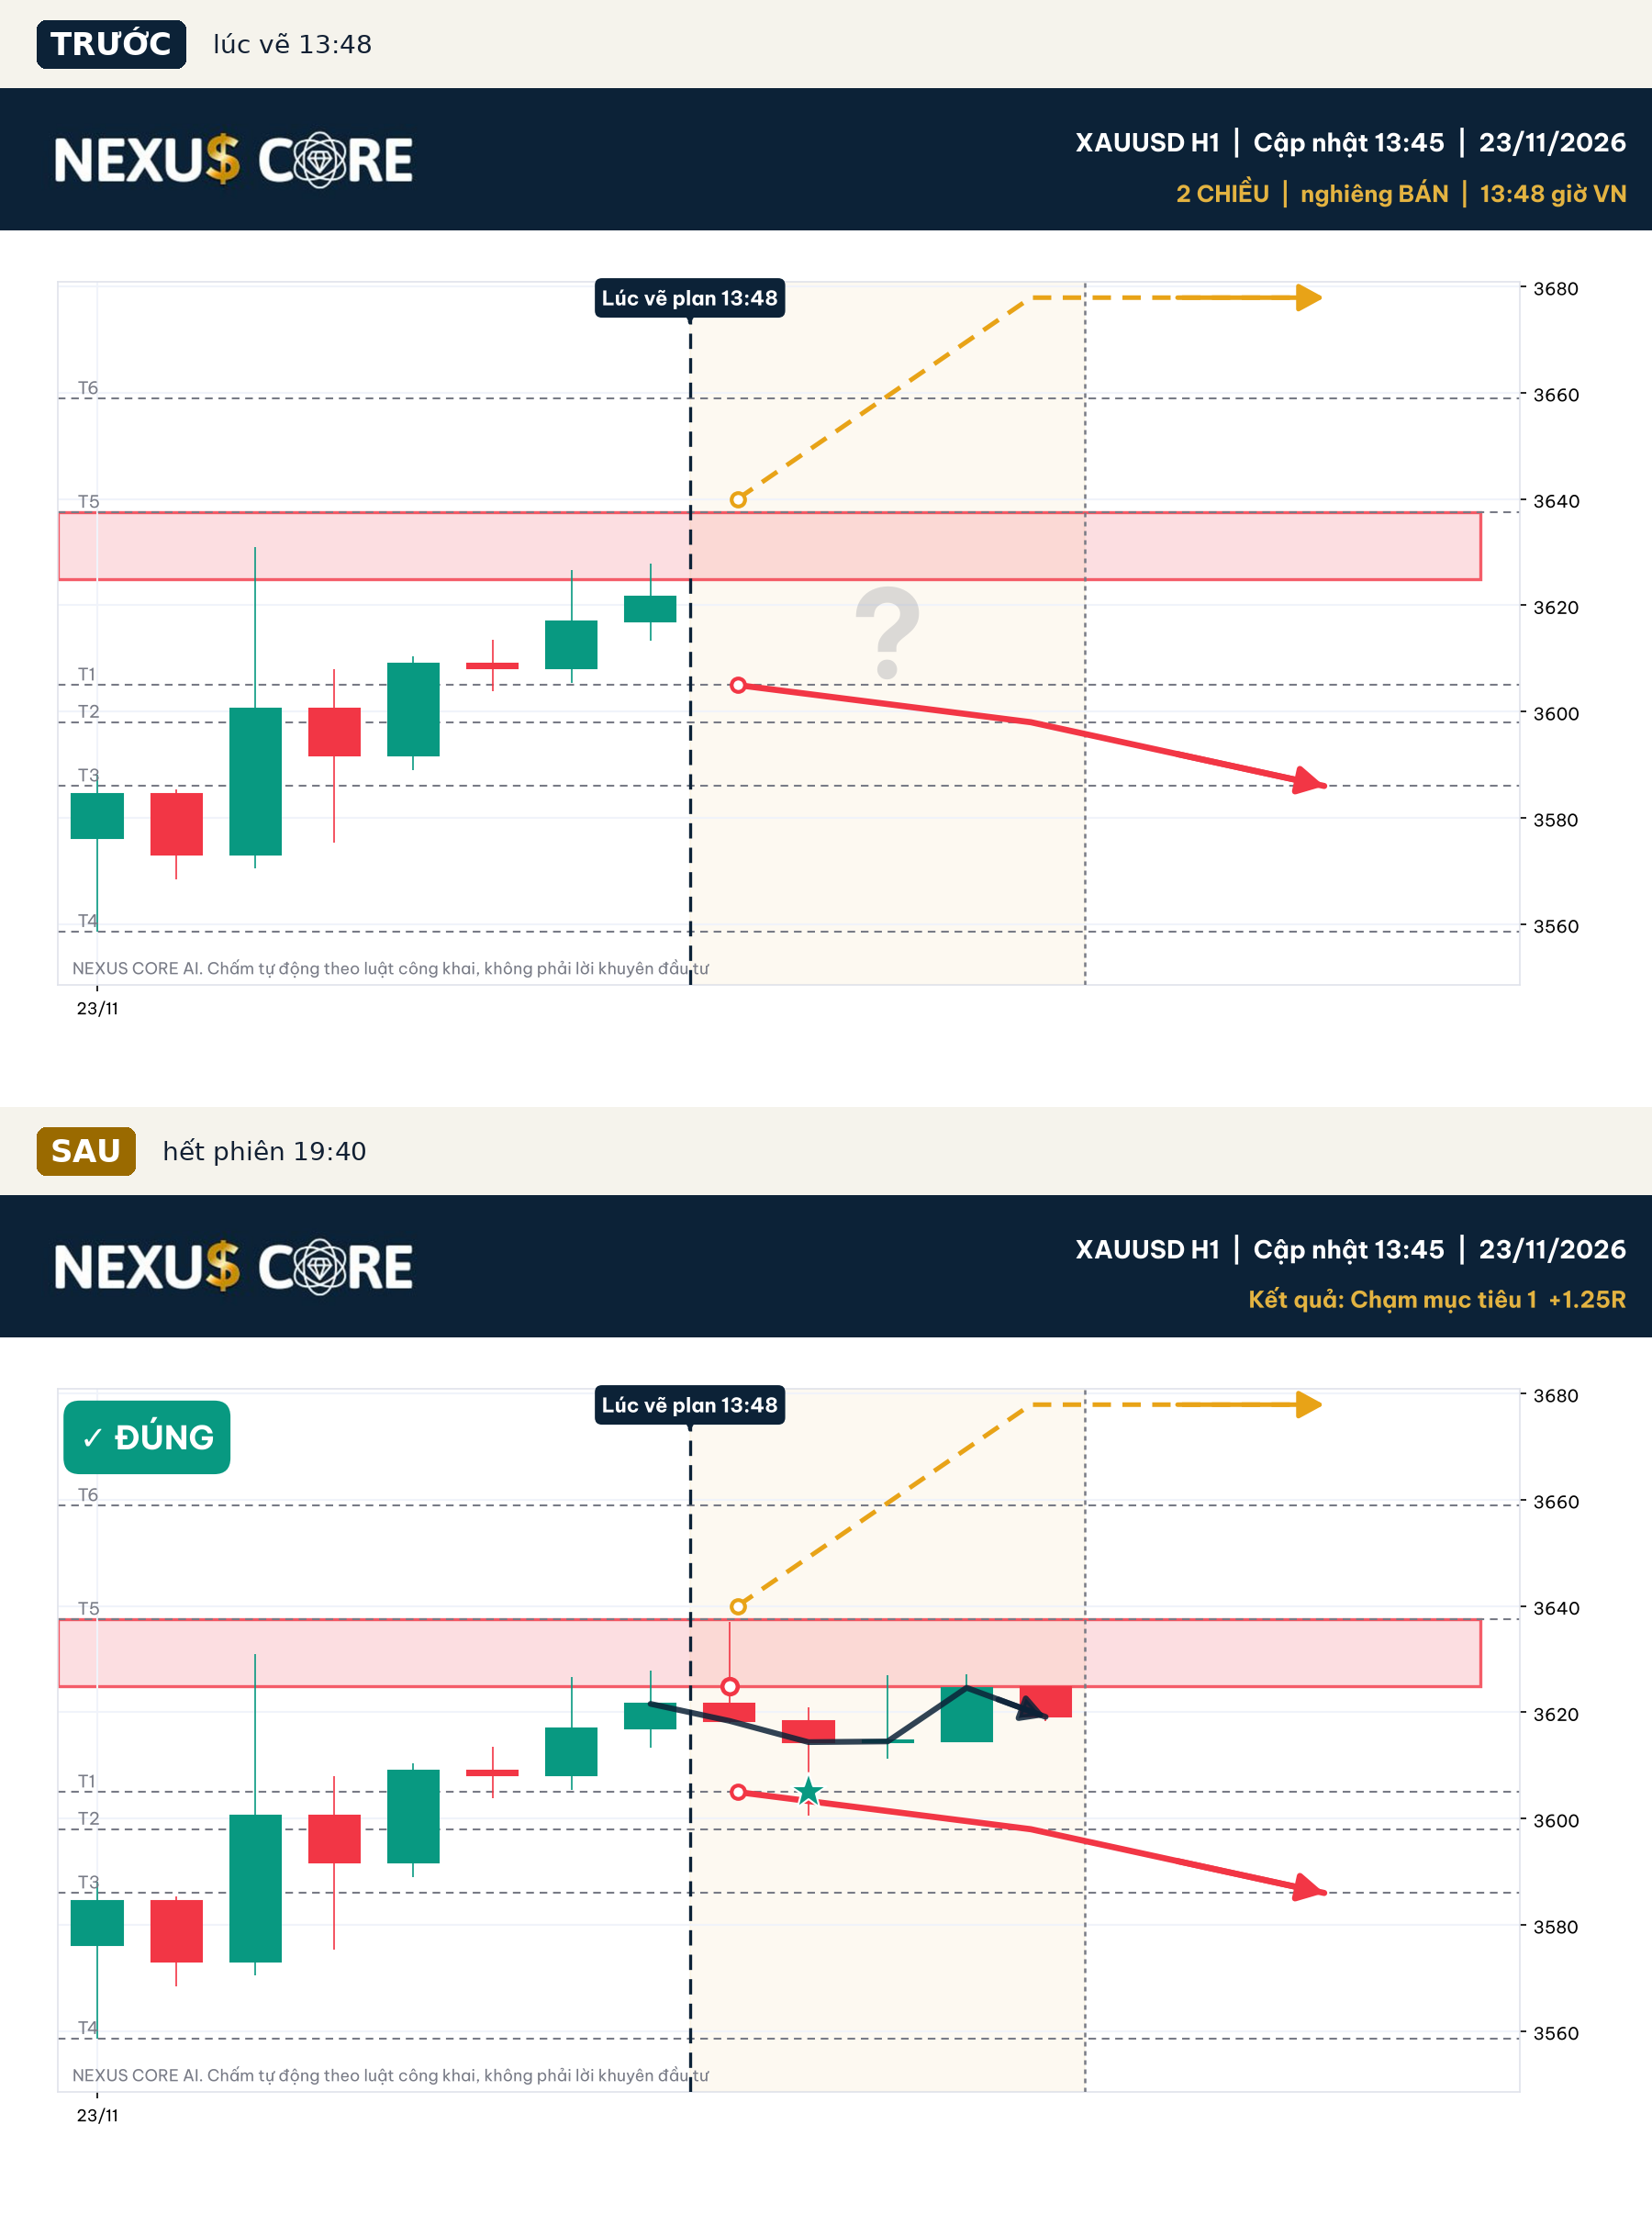 TRƯỚC lúc vẽ 13:48
NEXU$ CORE
XAUUSD H1 | Cập nhật 13:45 | 23/11/2026
2 CHIỀU | nghiêng BÁN | 13:48 giờ VN
Lúc vẽ plan 13:48
3680
T6
3660
T5
3640
?
3620
T1
T2
3600
T3
3580
T4
3560
NEXUS CORE AI. Chấm tự động theo luật công khai, không phải lời khuyên đầu tư
23/11
SAU hết phiên 19:40
NEXU$ CORE
XAUUSD H1 | Cập nhật 13:45 | 23/11/2026
Kết quả: Chạm mục tiêu 1 +1.25R
Lúc vẽ plan 13:48
3680
✓ ĐÚNG
T6
3660
T5
3640
3620
T1
T2
3600
T3
3580
T4
3560
NEXUS CORE AI. Chấm tự động theo luật công khai, không phải lời khuyên đầu tư
23/11